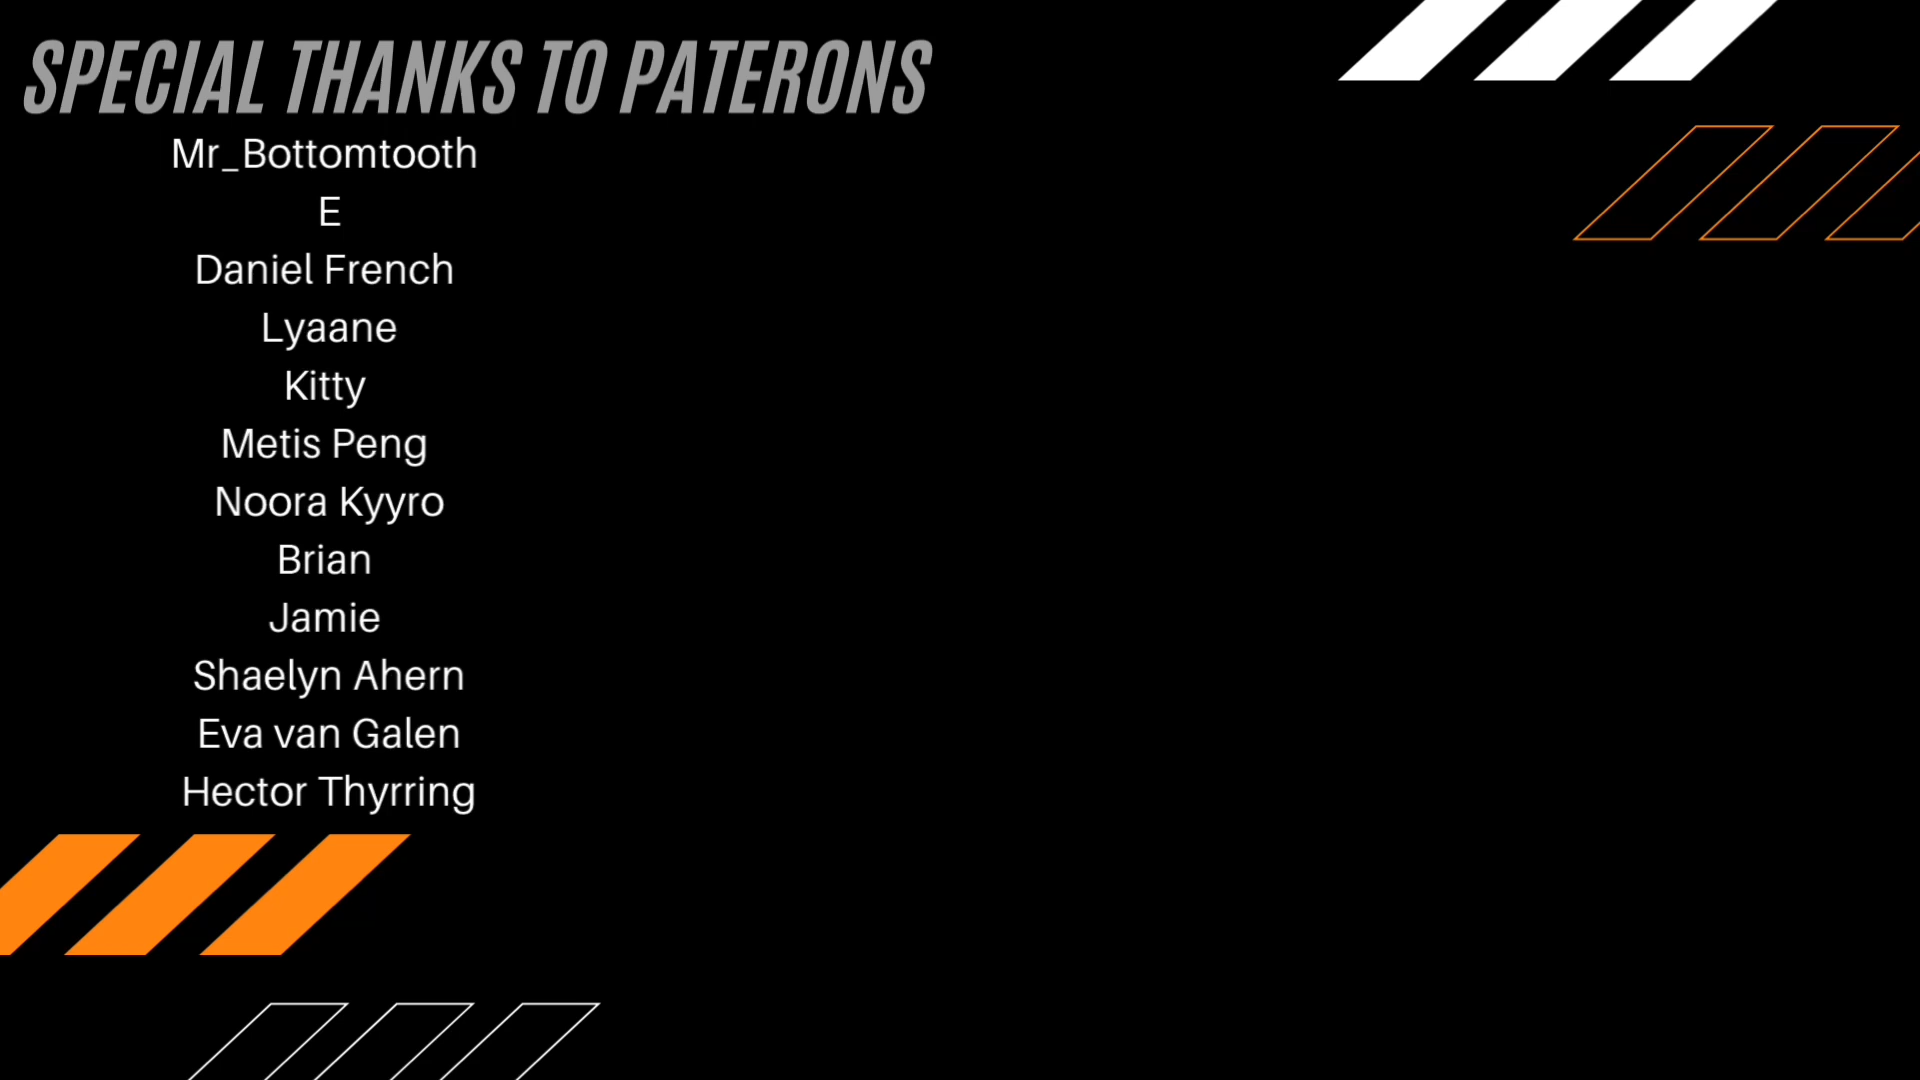 SPECIAL THANKS TO PATERONS
Mr_Bottomtooth
E
Daniel French
Lyaane
Kitty
Metis Peng
Noora Kyyro
Brian
Jamie
Shaelyn Ahern
Eva van Galen
Hector Thyrring